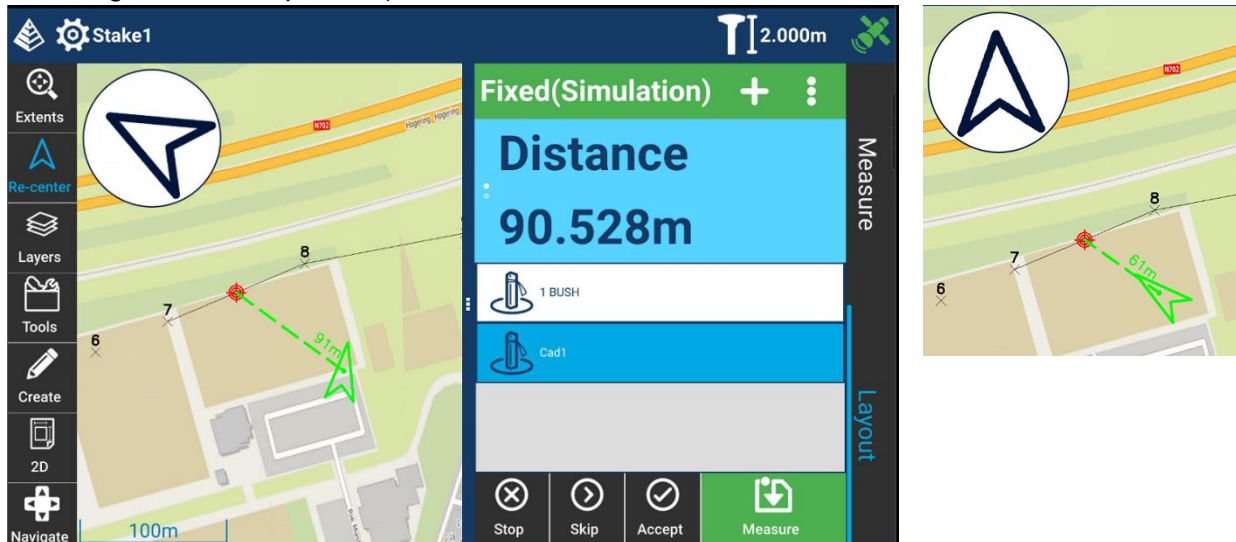 Stake1
2.000m
Extents
Re-center
Layers
Tools
Create
2D
Navigate
N702
Hogering
Hogering
8
7
6
91m
100m
Fixed(Simulation)
Distance
90.528m
1 BUSH
Cad1
Stop
Skip
Accept
Measure
Measure
Layout
N702
8
7
6
61m